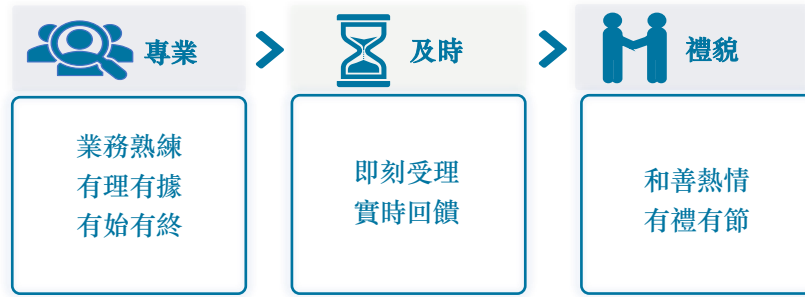 專業
業務熟練
有理有據
有始有終
及時
即刻受理
實時回饋
禮貌
和善熱情
有禮有節